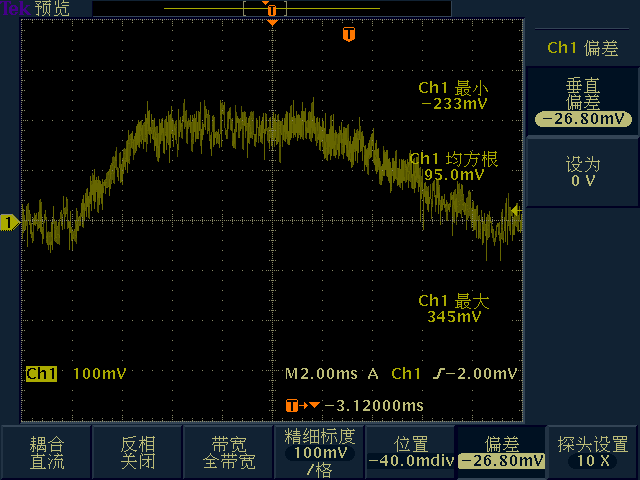 Tek 预览
T
T
Ch1 偏差
Ch1 最小
-233mV
垂直
偏差
-26.80mV
Ch1 均方根
95.0mV
设为
0 V
1
Ch1 最大
345mV
Ch1 100mV M2.00ms A Ch1 -2.00mV
T -3.12000ms
耦合
直流
反相
关闭
带宽
全带宽
精细标度
100mV
/格
位置
-40.0mdiv
偏差
-26.80mV
探头设置
10 X